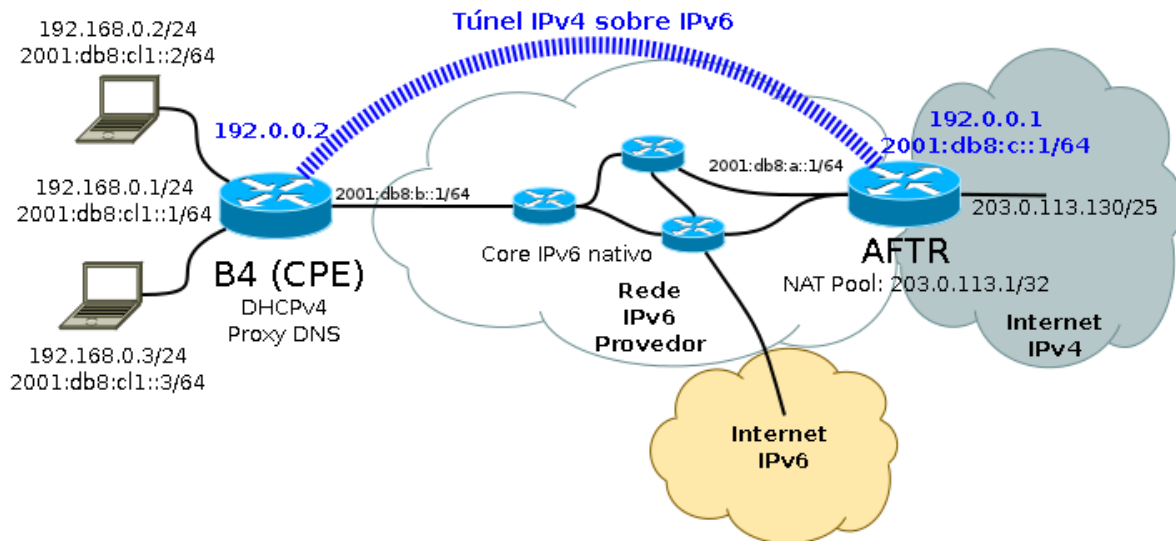 Túnel IPv4 sobre IPv6
192.168.0.2/24
2001:db8:cl1::2/64
192.0.0.2
192.168.0.1/24
2001:db8:cl1::1/64
B4 (CPE)
DHCPv4
Proxy DNS
192.168.0.3/24
2001:db8:cl1::3/64
2001:db8:b::1/64
Core IPv6 nativo
2001:db8:a::1/64
Rede
IPv6
Provedor
192.0.0.1
2001:db8:c::1/64
203.0.113.130/25
AFTR
NAT Pool: 203.0.113.1/32
Internet
IPv4
Internet
IPv6